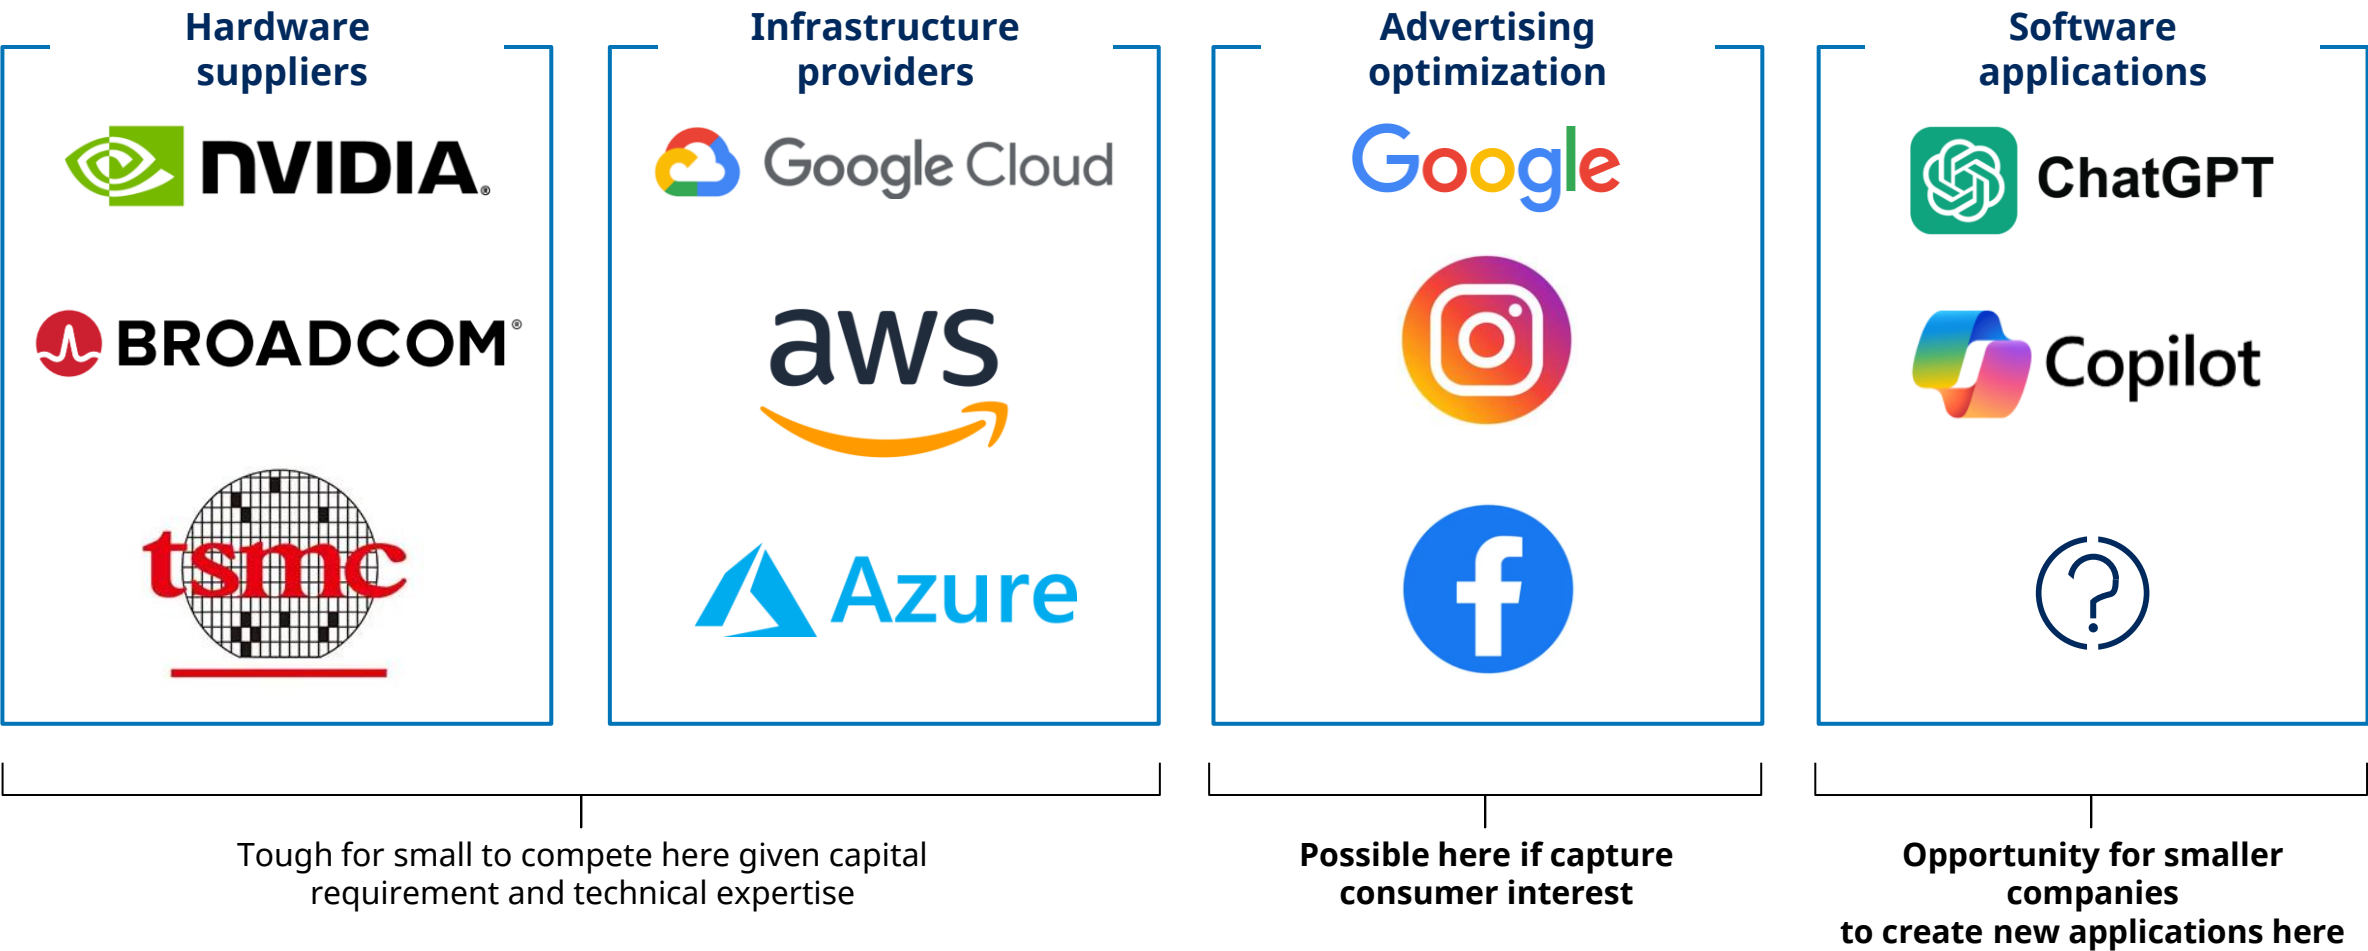 Hardware
suppliers
NVIDIA®
BROADCOM®
tsmc
Infrastructure
providers
Google Cloud
aws
Azure
Advertising
optimization
Google
Software
applications
ChatGPT
Copilot
?
Tough for small to compete here given capital
requirement and technical expertise
Possible here if capture
consumer interest
Opportunity for smaller
companies
to create new applications here